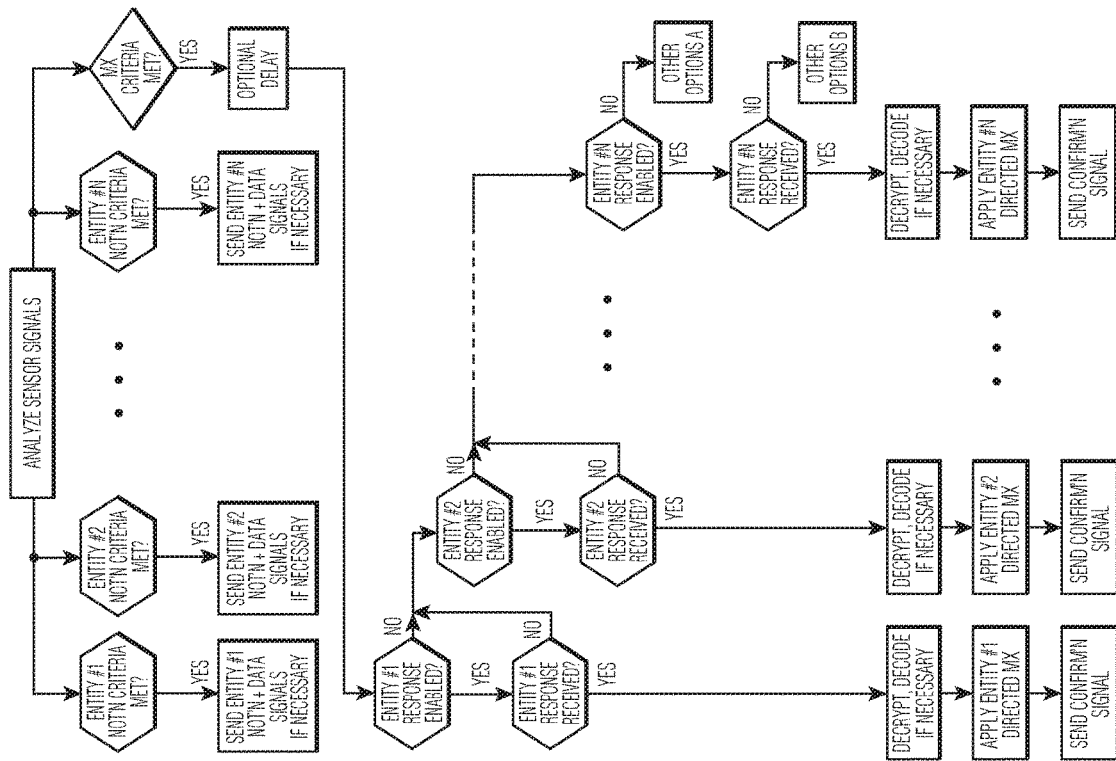 ANALYZE SENSOR SIGNALS
ENTITY #1
NOT'N CRITERIA
MET?
YES
SEND ENTITY #1
NOT'N + DATA
SIGNALS
IF NECESSARY
ENTITY #2
NOT'N CRITERIA
MET?
YES
SEND ENTITY #2
NOT'N + DATA
SIGNALS
IF NECESSARY
ENTITY #N
NOT'N CRITERIA
MET?
YES
SEND ENTITY #N
NOT'N + DATA
SIGNALS
IF NECESSARY
MX
CRITERIA
MET?
YES
OPTIONAL
DELAY
ENTITY #1
RESPONSE
ENABLED?
NO
YES
ENTITY #1
RESPONSE
RECEIVED?
NO
YES
DECRYPT, DECODE
IF NECESSARY
APPLY ENTITY #1
DIRECTED MX
SEND CONFIRM'N
SIGNAL
ENTITY #2
RESPONSE
ENABLED?
NO
YES
ENTITY #2
RESPONSE
RECEIVED?
NO
YES
DECRYPT, DECODE
IF NECESSARY
APPLY ENTITY #2
DIRECTED MX
SEND CONFIRM'N
SIGNAL
ENTITY #N
RESPONSE
ENABLED?
NO
OTHER
OPTIONS A
YES
ENTITY #N
RESPONSE
RECEIVED?
NO
OTHER
OPTIONS B
YES
DECRYPT, DECODE
IF NECESSARY
APPLY ENTITY #N
DIRECTED MX
SEND CONFIRM'N
SIGNAL